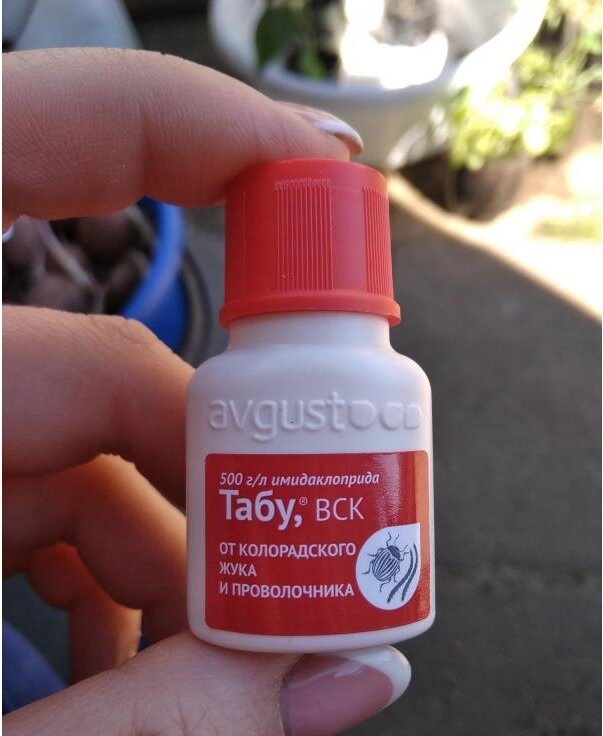 avgust
500 г/л имидаклоприда
Табу,® ВСК
ОТ КОЛОРАДСКОГО
ЖУКА
И ПРОВОЛОЧНИКА